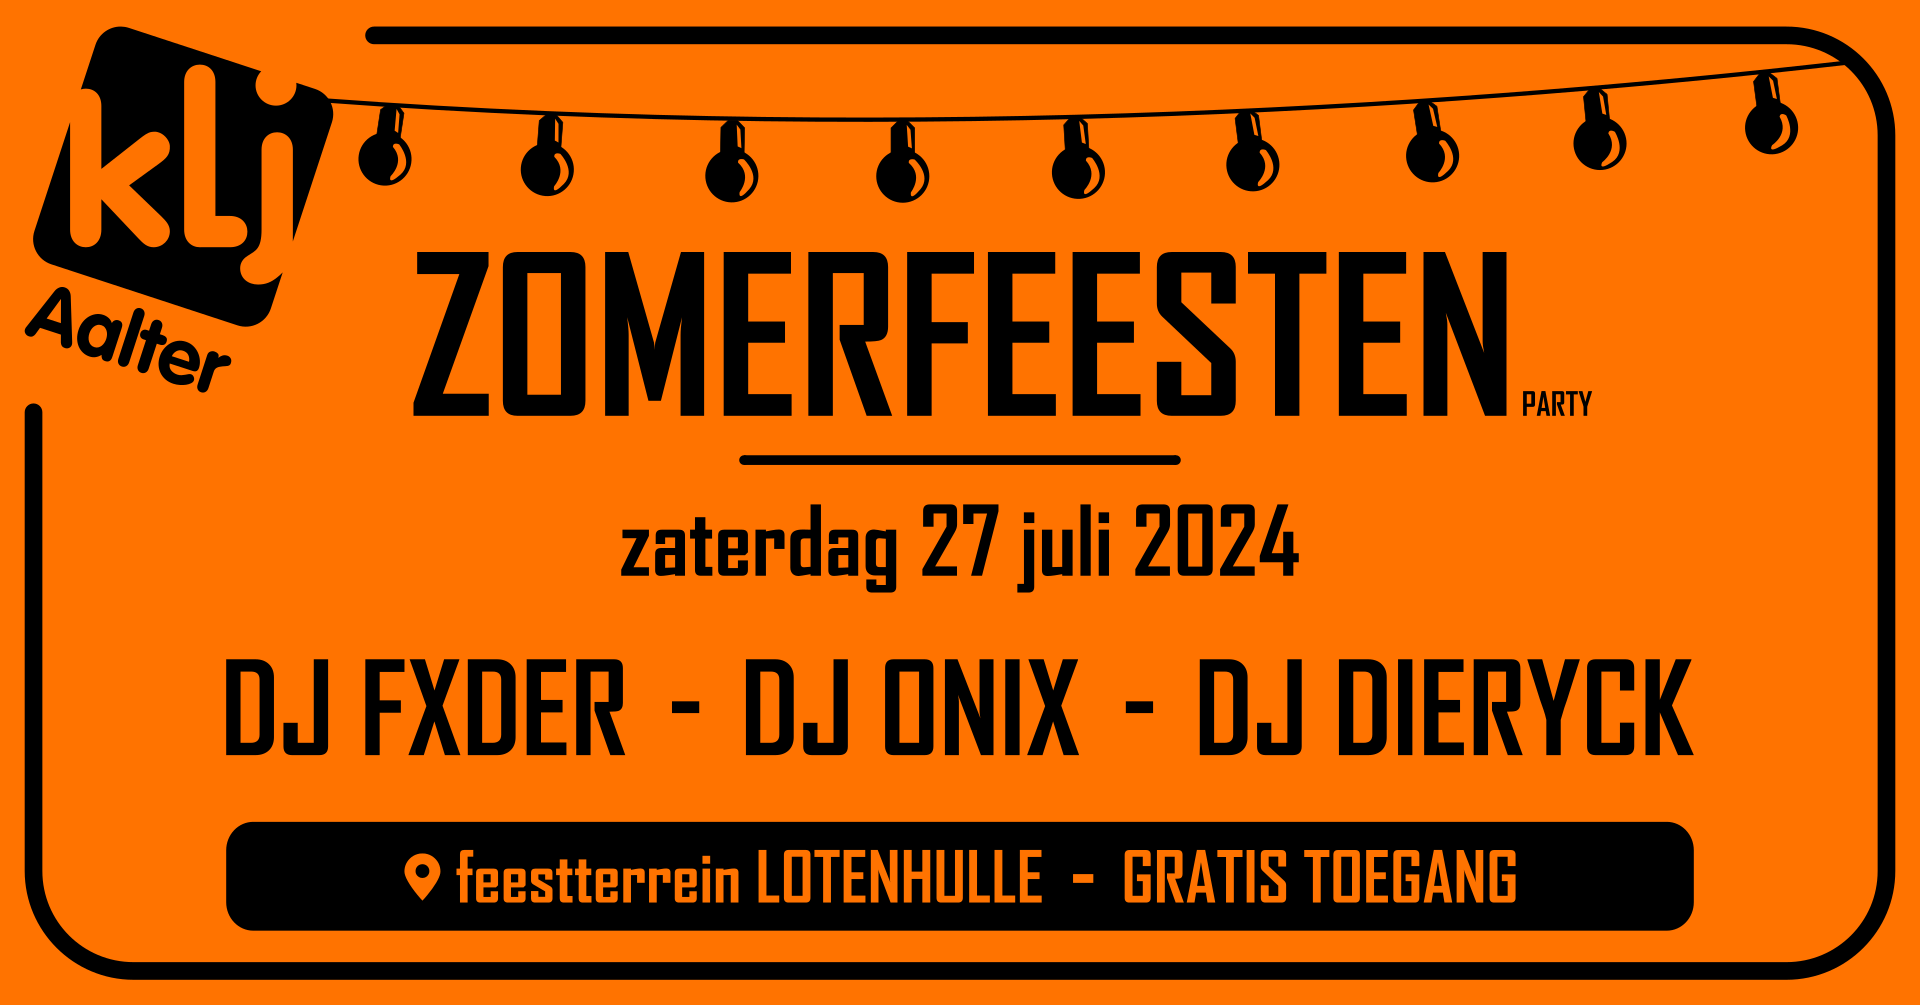 klj
Aalter
ZOMERFEESTEN PARTY
zaterdag 27 juli 2024
DJ FXDER - DJ ONIX - DJ DIERYCK
feestterrein LOTENHULLE - GRATIS TOEGANG